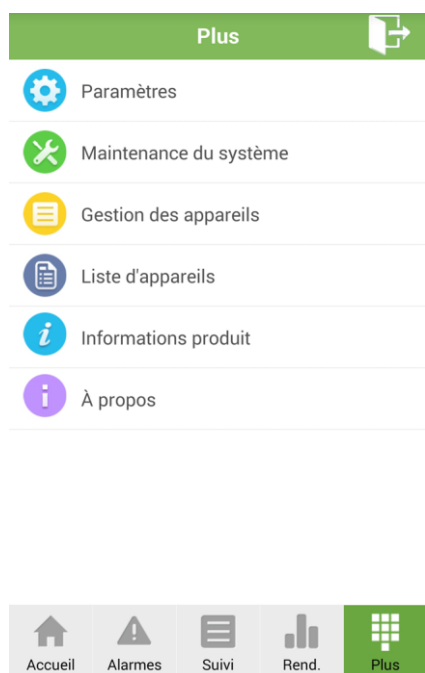 Plus
Paramètres
Maintenance du système
Gestion des appareils
Liste d'appareils
Informations produit
À propos
Accueil Alarmes Suivi Rend. Plus